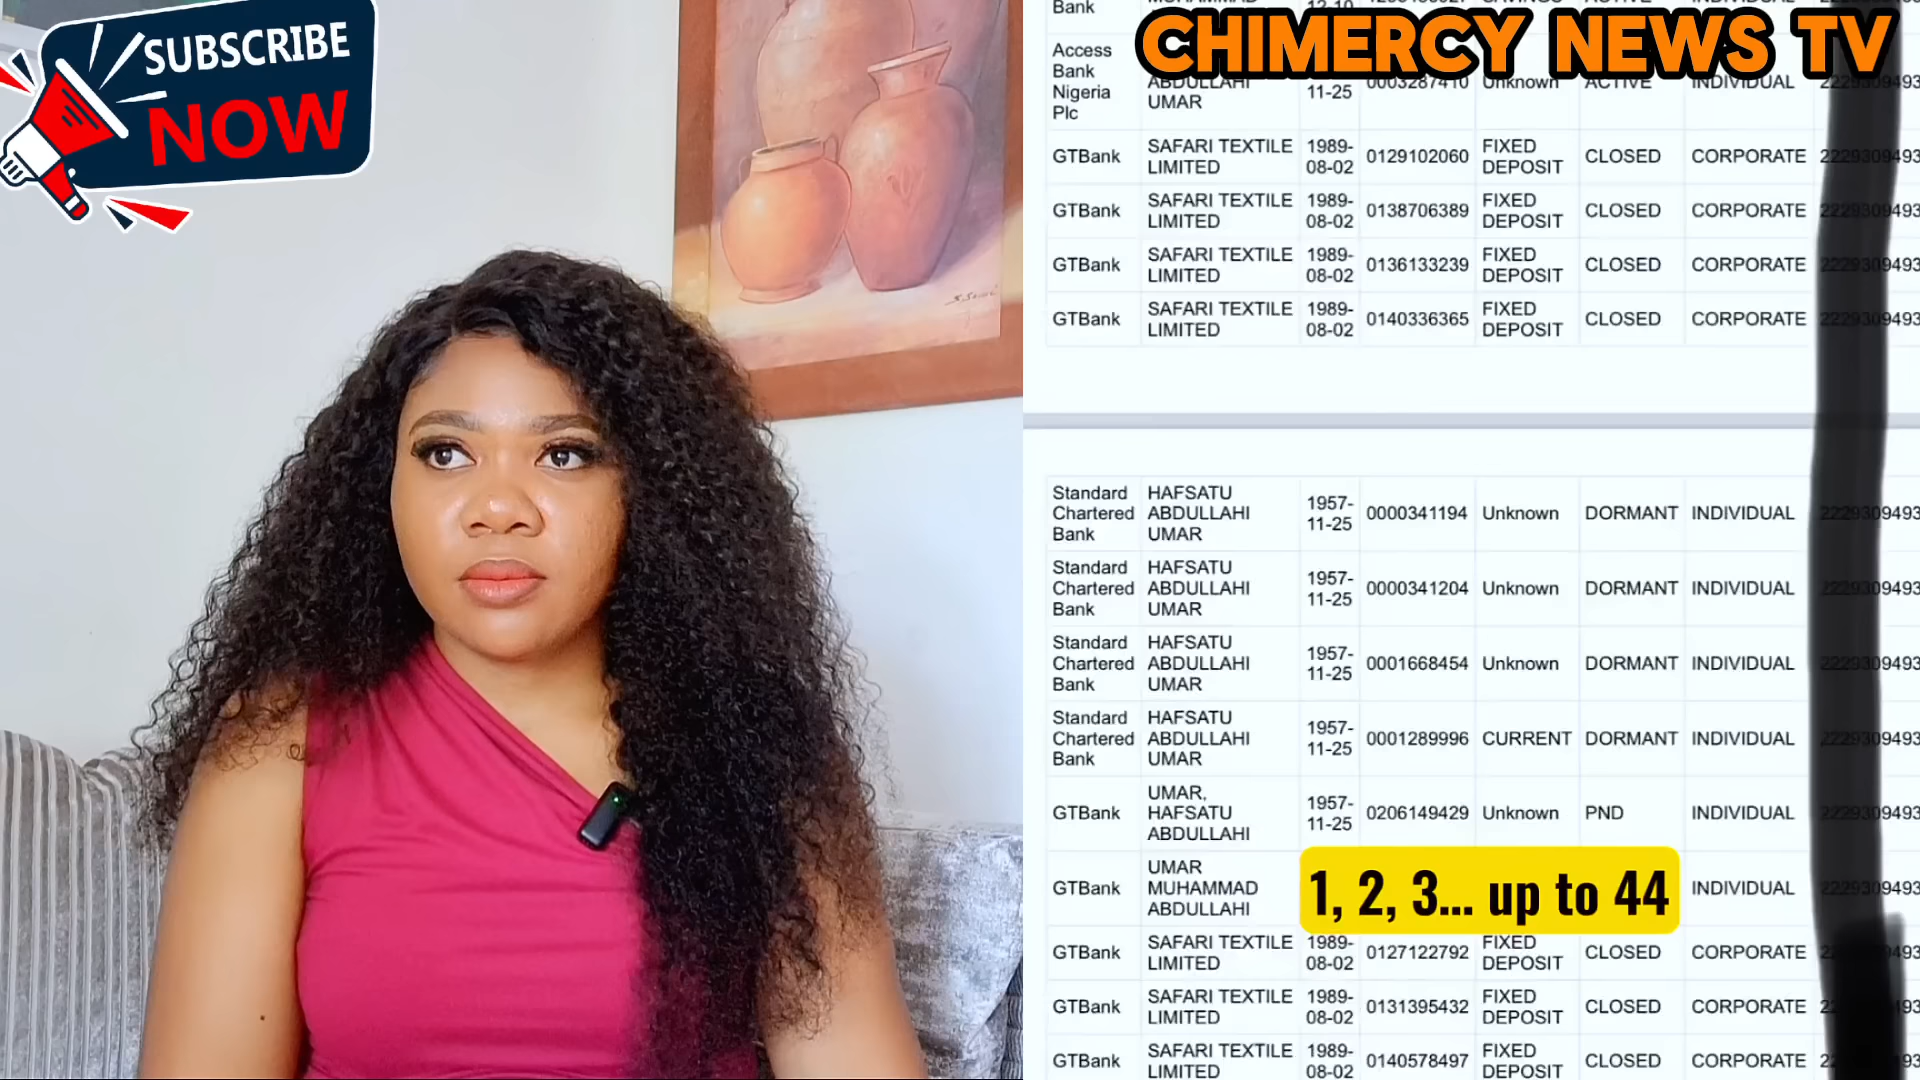 SUBSCRIBE
NOW
CHIMERCY NEWS TV
Bank
Access
Bank
Nigeria
Plc
ABDULLAHI
UMAR
11-25
0003287410
Unknown
ACTIVE
INDIVIDUAL
GTBank
SAFARI TEXTILE
LIMITED
1989-
08-02
0129102060
FIXED
DEPOSIT
CLOSED
CORPORATE
GTBank
SAFARI TEXTILE
LIMITED
1989-
08-02
0138706389
FIXED
DEPOSIT
CLOSED
CORPORATE
GTBank
SAFARI TEXTILE
LIMITED
1989-
08-02
0136133239
FIXED
DEPOSIT
CLOSED
CORPORATE
GTBank
SAFARI TEXTILE
LIMITED
1989-
08-02
0140336365
FIXED
DEPOSIT
CLOSED
CORPORATE
Standard
Chartered
Bank
HAFSATU
ABDULLAHI
UMAR
1957-
11-25
0000341194
Unknown
DORMANT
INDIVIDUAL
Standard
Chartered
Bank
HAFSATU
ABDULLAHI
UMAR
1957-
11-25
0000341204
Unknown
DORMANT
INDIVIDUAL
Standard
Chartered
Bank
HAFSATU
ABDULLAHI
UMAR
1957-
11-25
0001668454
Unknown
DORMANT
INDIVIDUAL
Standard
Chartered
Bank
HAFSATU
ABDULLAHI
UMAR
1957-
11-25
0001289996
CURRENT
DORMANT
INDIVIDUAL
GTBank
UMAR,
HAFSATU
ABDULLAHI
1957-
11-25
0206149429
Unknown
PND
INDIVIDUAL
GTBank
UMAR
MUHAMMAD
ABDULLAHI
1, 2, 3... up to 44
INDIVIDUAL
GTBank
SAFARI TEXTILE
LIMITED
1989-
08-02
0127122792
FIXED
DEPOSIT
CLOSED
CORPORATE
GTBank
SAFARI TEXTILE
LIMITED
1989-
08-02
0131395432
FIXED
DEPOSIT
CLOSED
CORPORATE
GTBank
SAFARI TEXTILE
LIMITED
1989-
08-02
0140578497
FIXED
DEPOSIT
CLOSED
CORPORATE